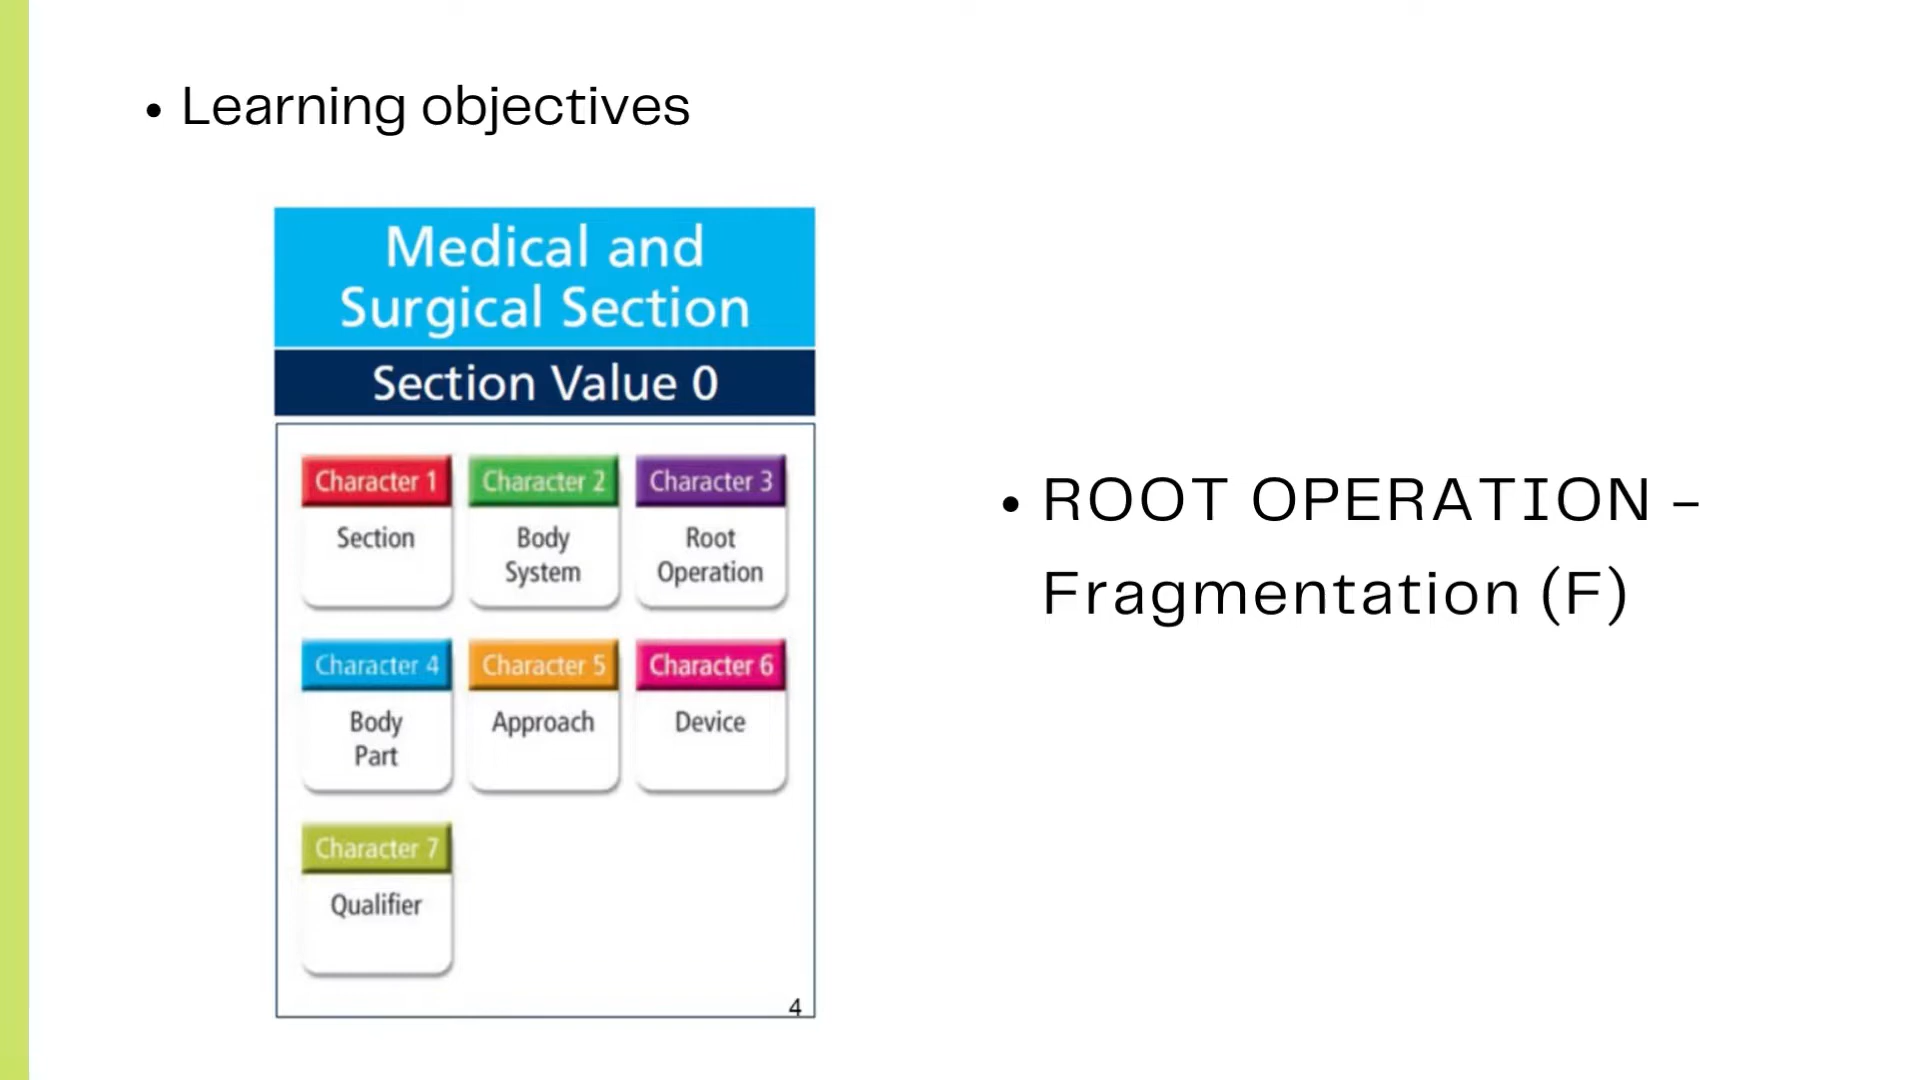 • Learning objectives
Medical and
Surgical Section
Section Value 0
Character 1
Section
Character 2
Body
System
Character 3
Root
Operation
Character 4
Body
Part
Character 5
Approach
Character 6
Device
Character 7
Qualifier
4
• ROOT OPERATION –
Fragmentation (F)